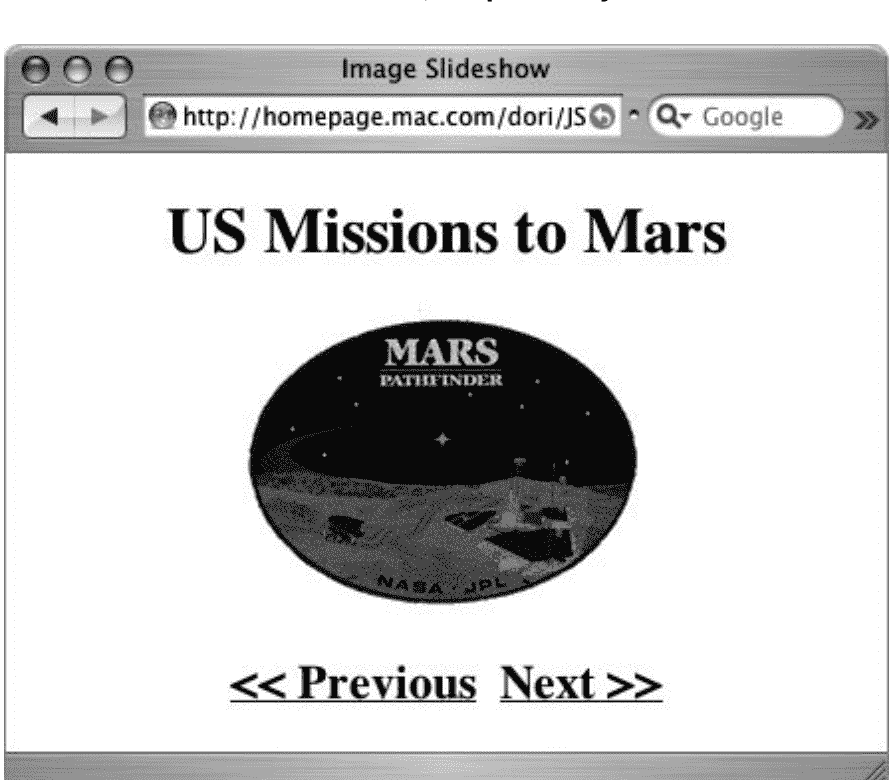 Image Slideshow
http://homepage.mac.com/dori/JS
Google
US Missions to Mars
MARS
PATHFINDER
NASA JPL
<< Previous Next >>